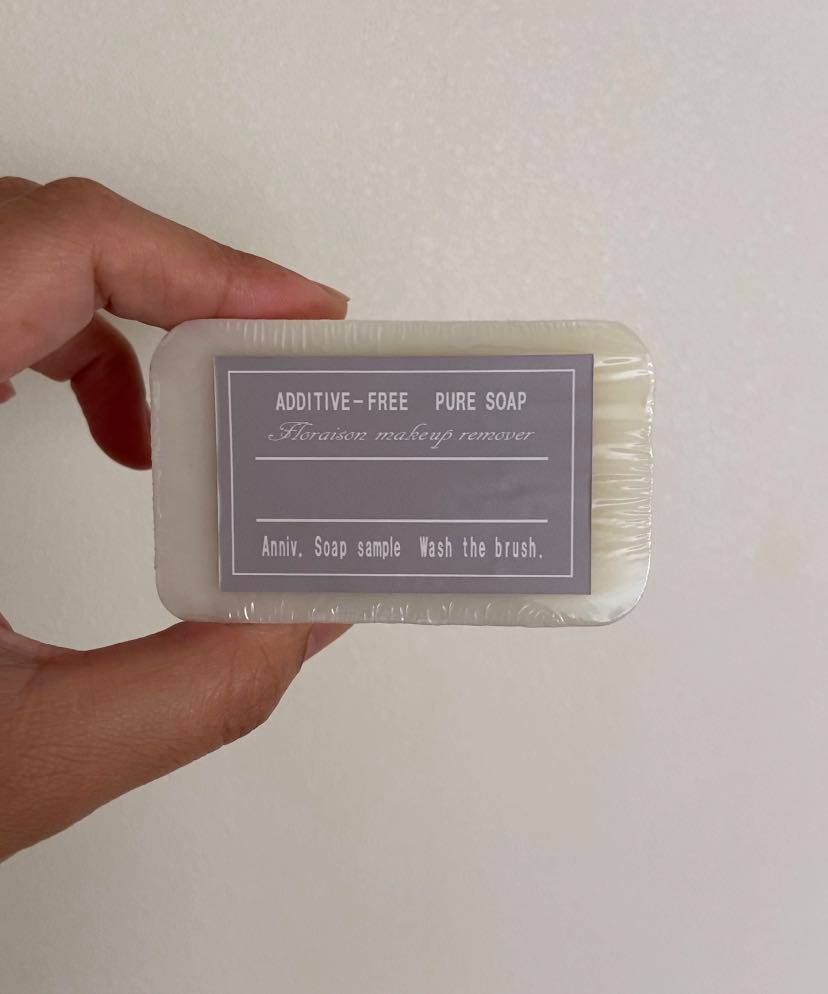 ADDITIVE-FREE PURE SOAP
Floraison makeup remover
Anniv. Soap sample Wash the brush.